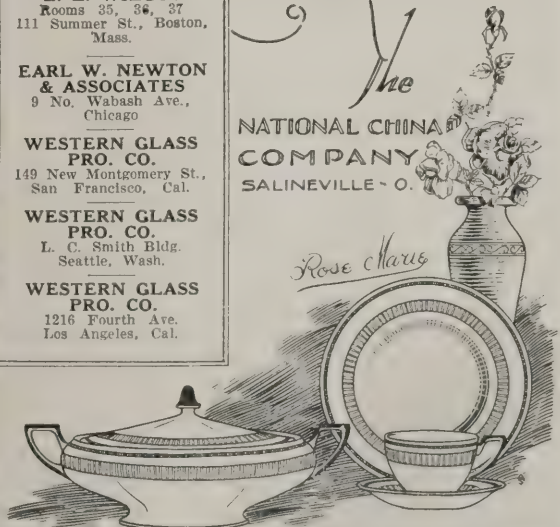 Rooms 35, 36, 37
111 Summer St., Boston,
Mass.
EARL W. NEWTON
& ASSOCIATES
9 No. Wabash Ave.,
Chicago
WESTERN GLASS
PRO. CO.
149 New Montgomery St.,
San Francisco, Cal.
WESTERN GLASS
PRO. CO.
L. C. Smith Bldg.
Seattle, Wash.
WESTERN GLASS
PRO. CO.
1216 Fourth Ave.
Los Angeles, Cal.
The
NATIONAL CHINA
COMPANY
SALINEVILLE - O.
Rose Marie